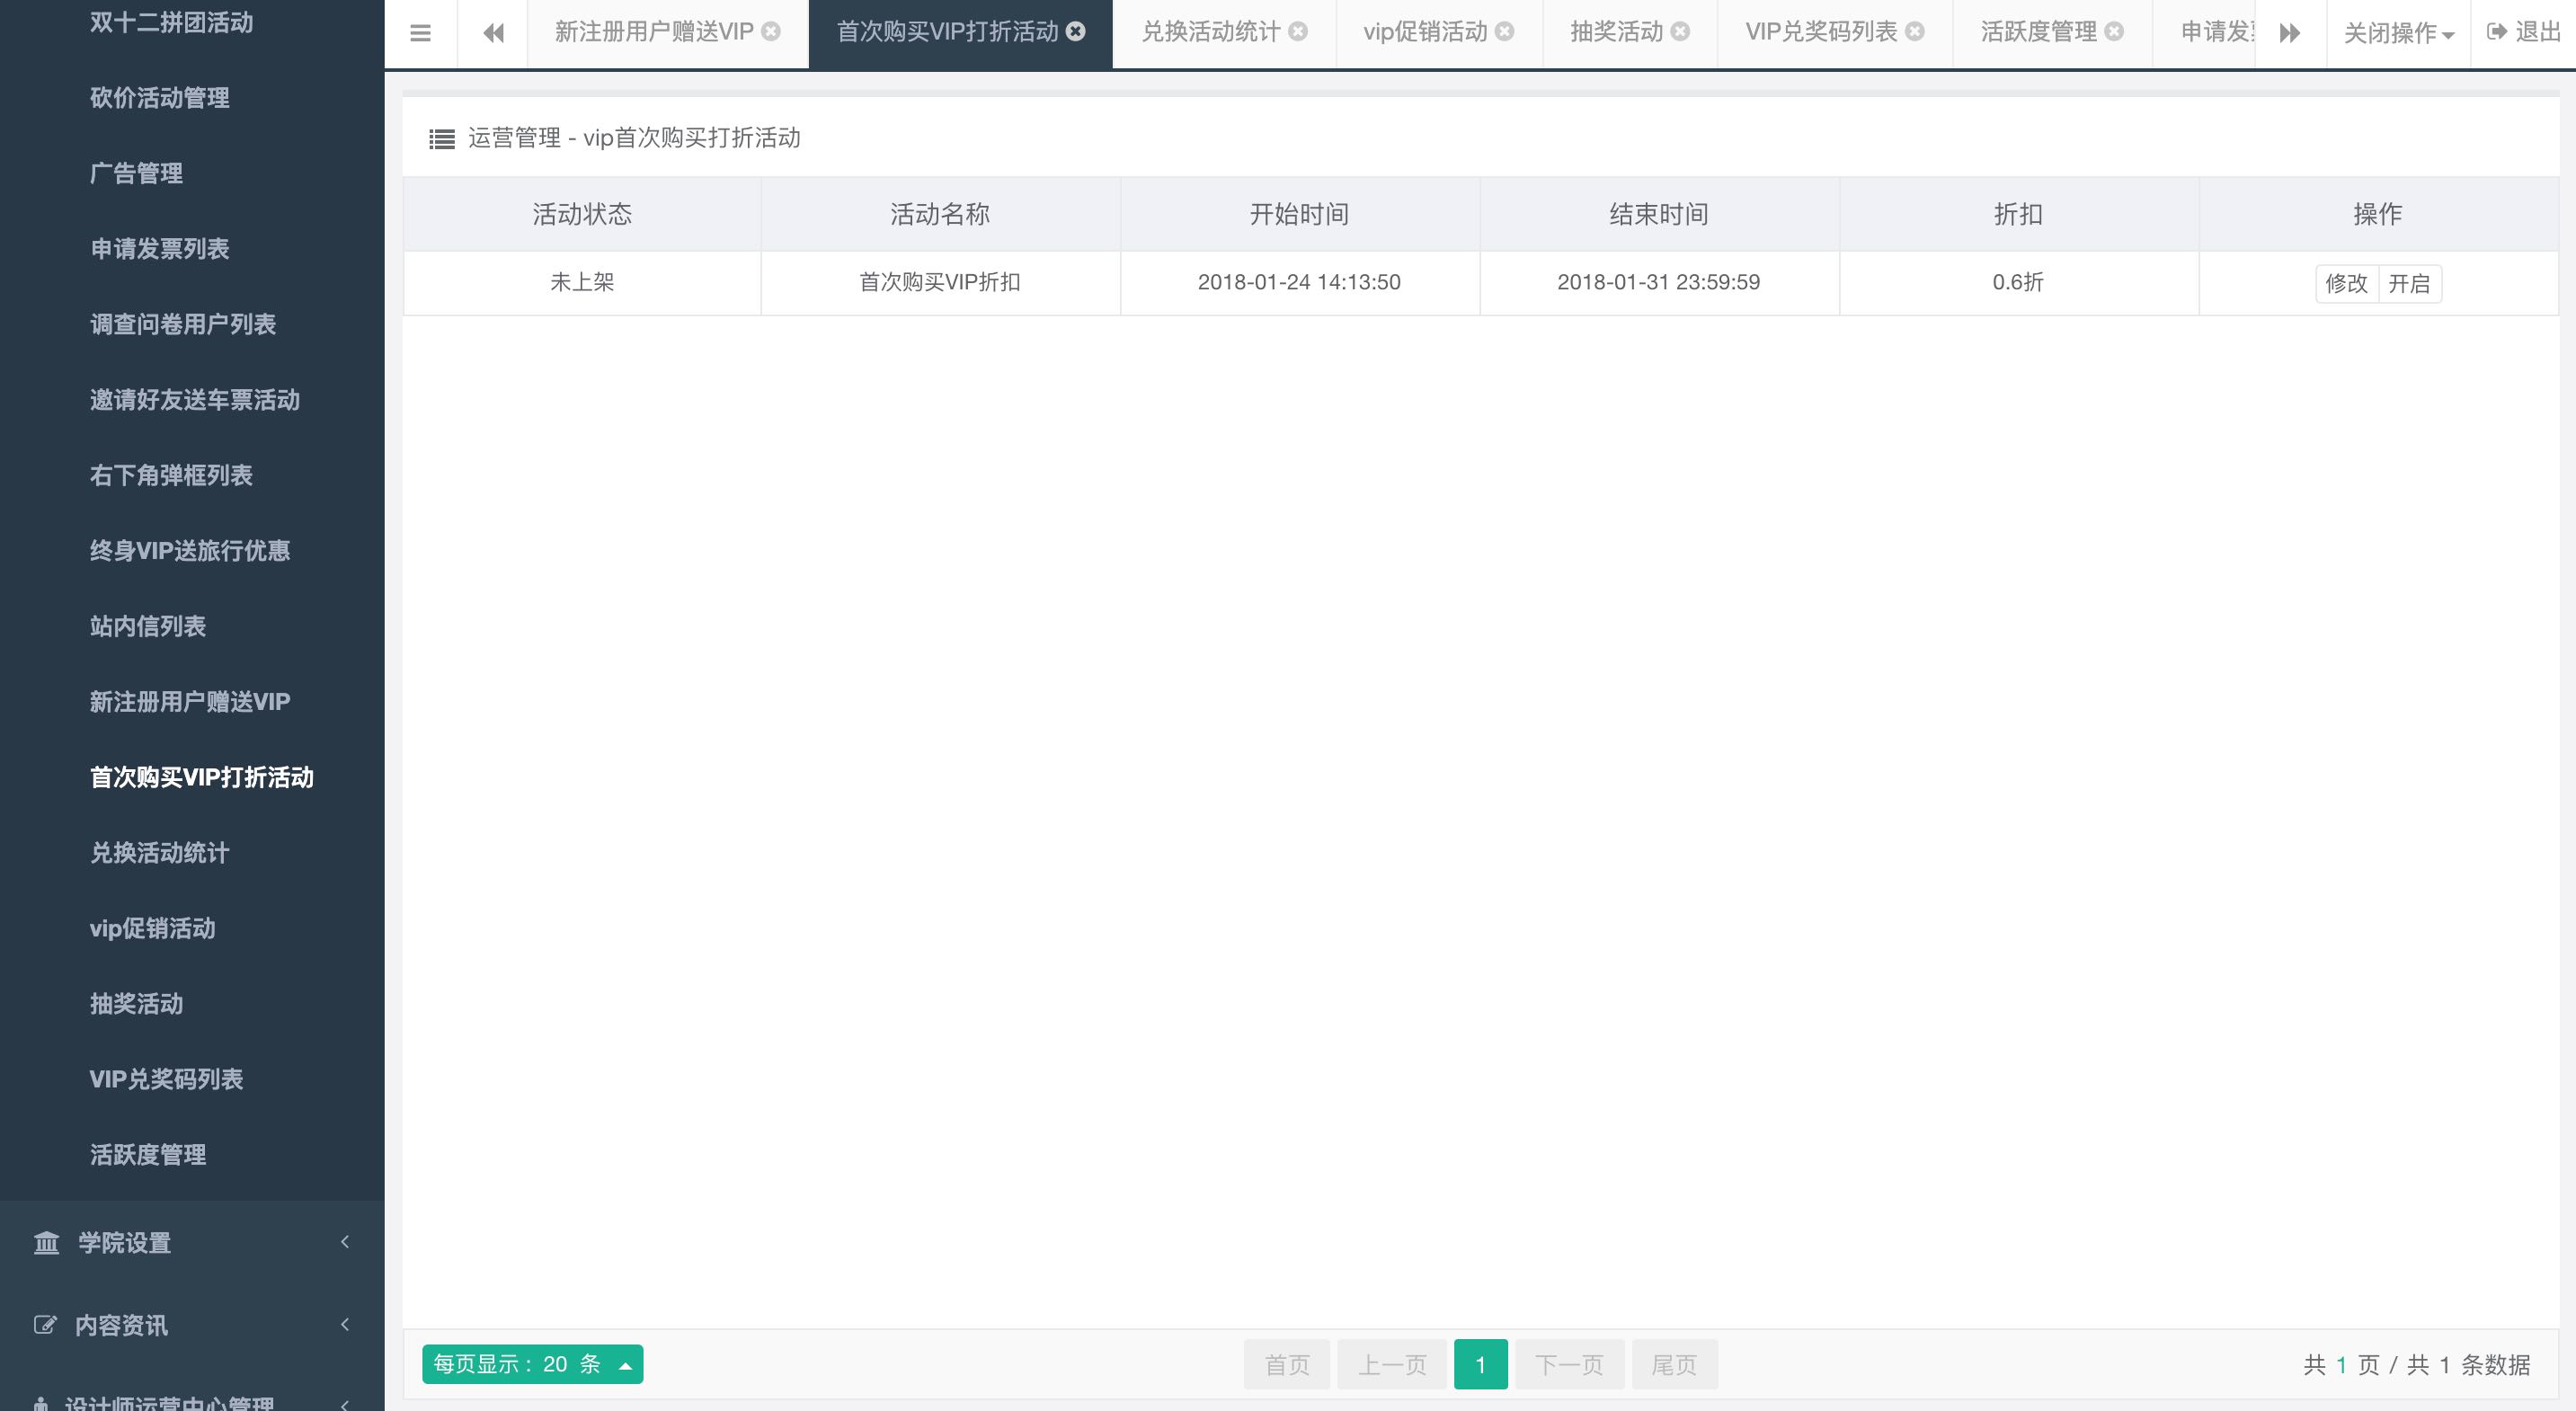 双十二拼团活动
砍价活动管理
广告管理
申请发票列表
调查问卷用户列表
邀请好友送车票活动
右下角弹框列表
终身VIP送旅行优惠
站内信列表
新注册用户赠送VIP
首次购买VIP打折活动
兑换活动统计
vip促销活动
抽奖活动
VIP兑奖码列表
活跃度管理
学院设置
内容资讯
设计师运营中心管理
新注册用户赠送VIP 首次购买VIP打折活动 兑换活动统计 vip促销活动 抽奖活动 VIP兑奖码列表 活跃度管理 申请发 关闭操作 退出
运营管理 - vip首次购买打折活动
活动状态 活动名称 开始时间 结束时间 折扣 操作
未上架 首次购买VIP折扣 2018-01-24 14:13:50 2018-01-31 23:59:59 0.6折 修改 开启
每页显示：20 条 首页 上一页 1 下一页 尾页 共 1 页 / 共 1 条数据